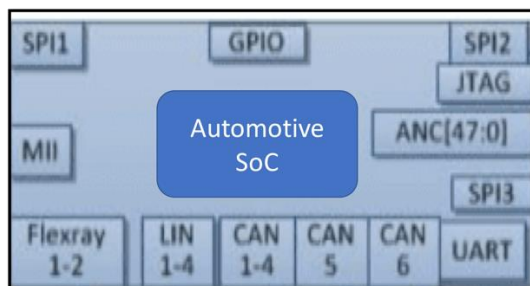 SPI1
GPIO
SPI2
JTAG
Automotive
SoC
ANC[47:0]
MII
SPI3
Flexray
1-2
LIN
1-4
CAN
1-4
CAN
5
CAN
6
UART